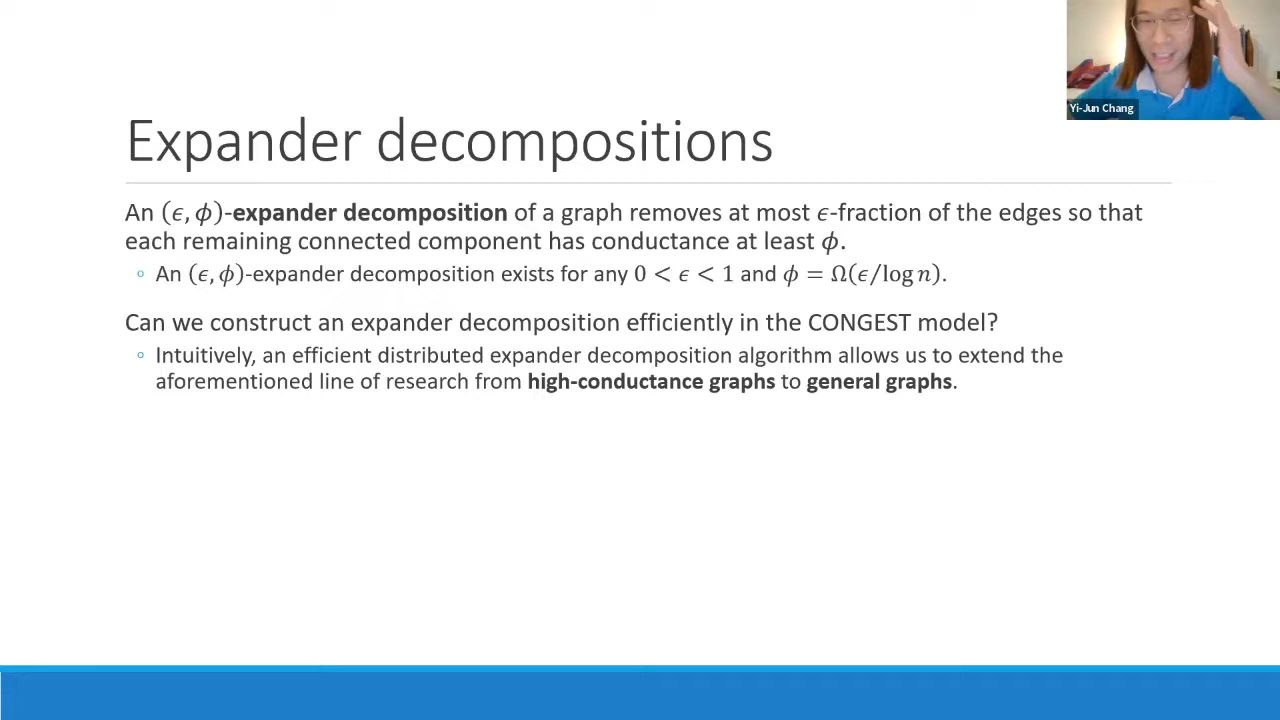 Yi-Jun Chang
Expander decompositions
An (ϵ, ϕ)-expander decomposition of a graph removes at most ϵ-fraction of the edges so that
each remaining connected component has conductance at least ϕ.
◦ An (ϵ, ϕ)-expander decomposition exists for any 0 < ϵ < 1 and ϕ = Ω(ϵ/log n).
Can we construct an expander decomposition efficiently in the CONGEST model?
◦ Intuitively, an efficient distributed expander decomposition algorithm allows us to extend the
aforementioned line of research from high-conductance graphs to general graphs.